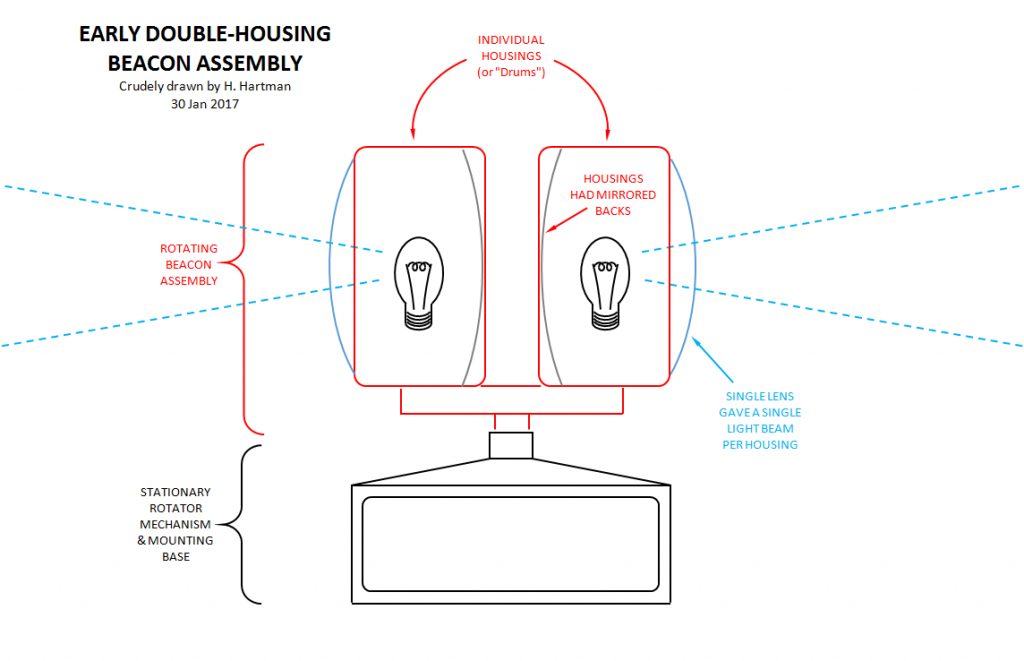 EARLY DOUBLE-HOUSING
BEACON ASSEMBLY
Crudely drawn by H. Hartman
30 Jan 2017
INDIVIDUAL
HOUSINGS
(or "Drums")
HOUSINGS
HAD MIRRORED
BACKS
ROTATING
BEACON
ASSEMBLY
SINGLE LENS
GAVE A SINGLE
LIGHT BEAM
PER HOUSING
STATIONARY
ROTATOR
MECHANISM
& MOUNTING
BASE